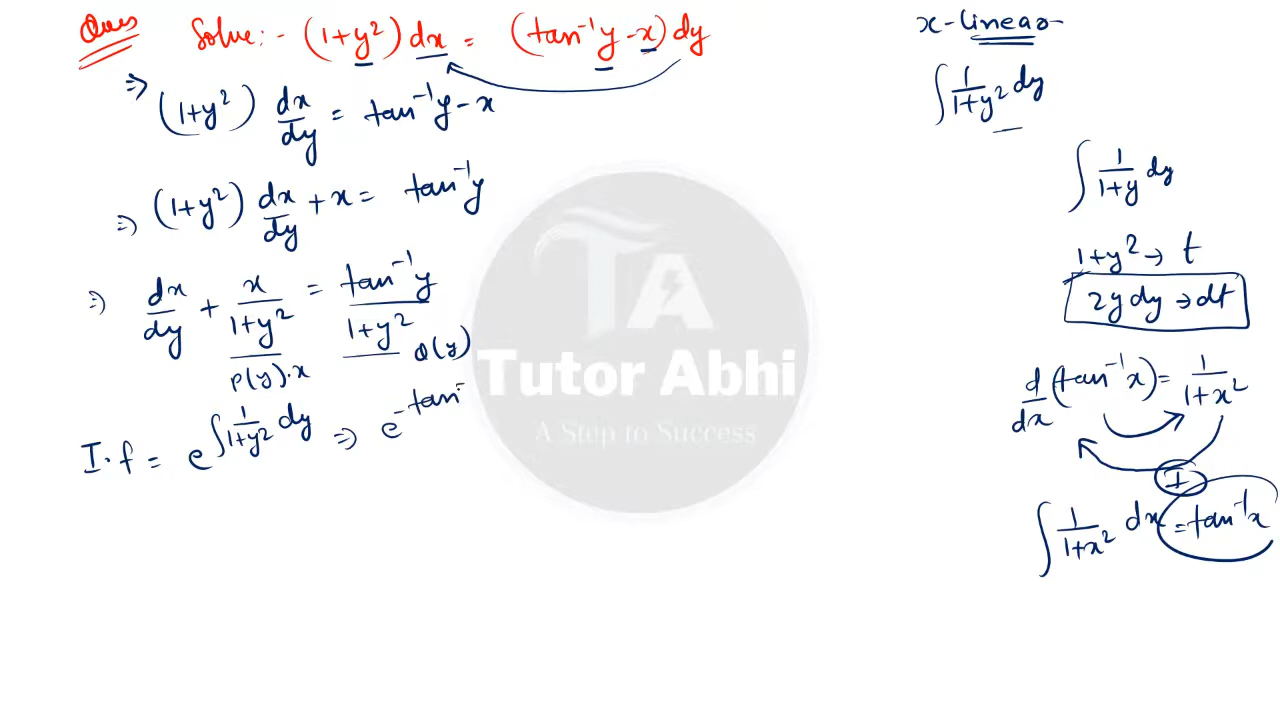 Ques Solve:- (1+y²) dx = (tan⁻¹y - x) dy
⇒ (1+y²) dx/dy = tan⁻¹y - x
⇒ (1+y²) dx/dy + x = tan⁻¹y
⇒ dx/dy + x/(1+y²) = tan⁻¹y/(1+y²)
P(y).x Q(y)
I.f = e^∫ 1/(1+y²) dy ⇒ e^-tan⁻
x-linear
∫ 1/(1+y²) dy
∫ 1/(1+y) dy
1+y² → t
2y dy ⇒ dt
d/dx (tan⁻¹x) = 1/(1+x²)
I
∫ 1/(1+x²) dx = tan⁻¹x
TA
Tutor Abhi
A Step to Success